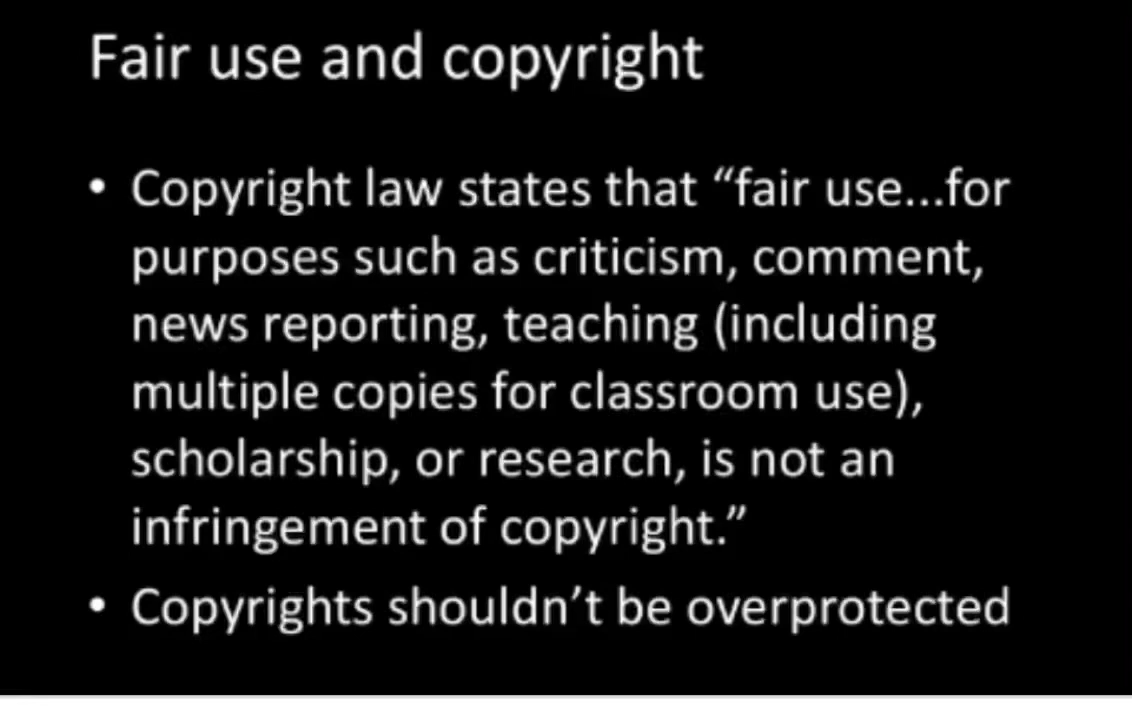 Fair use and copyright
• Copyright law states that “fair use...for
purposes such as criticism, comment,
news reporting, teaching (including
multiple copies for classroom use),
scholarship, or research, is not an
infringement of copyright.”
• Copyrights shouldn’t be overprotected